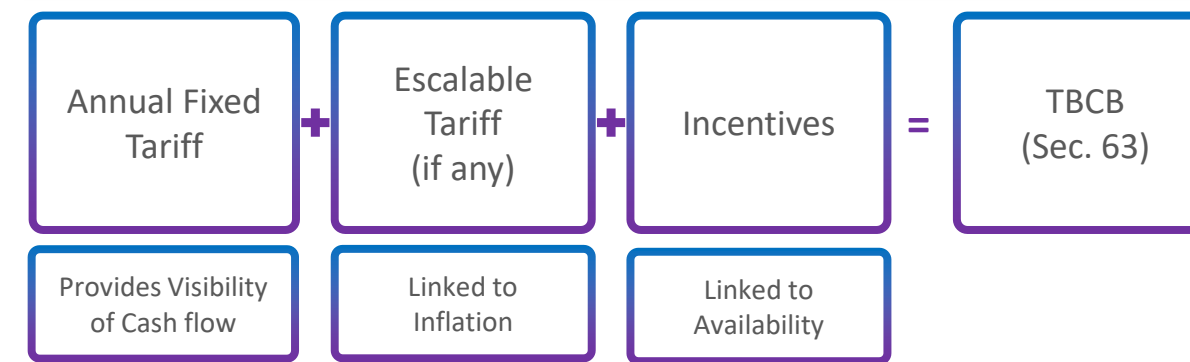 Annual Fixed
Tariff
+
Escalable
Tariff
(if any)
+
Incentives
=
TBCB
(Sec. 63)
Provides Visibility
of Cash flow
Linked to
Inflation
Linked to
Availability